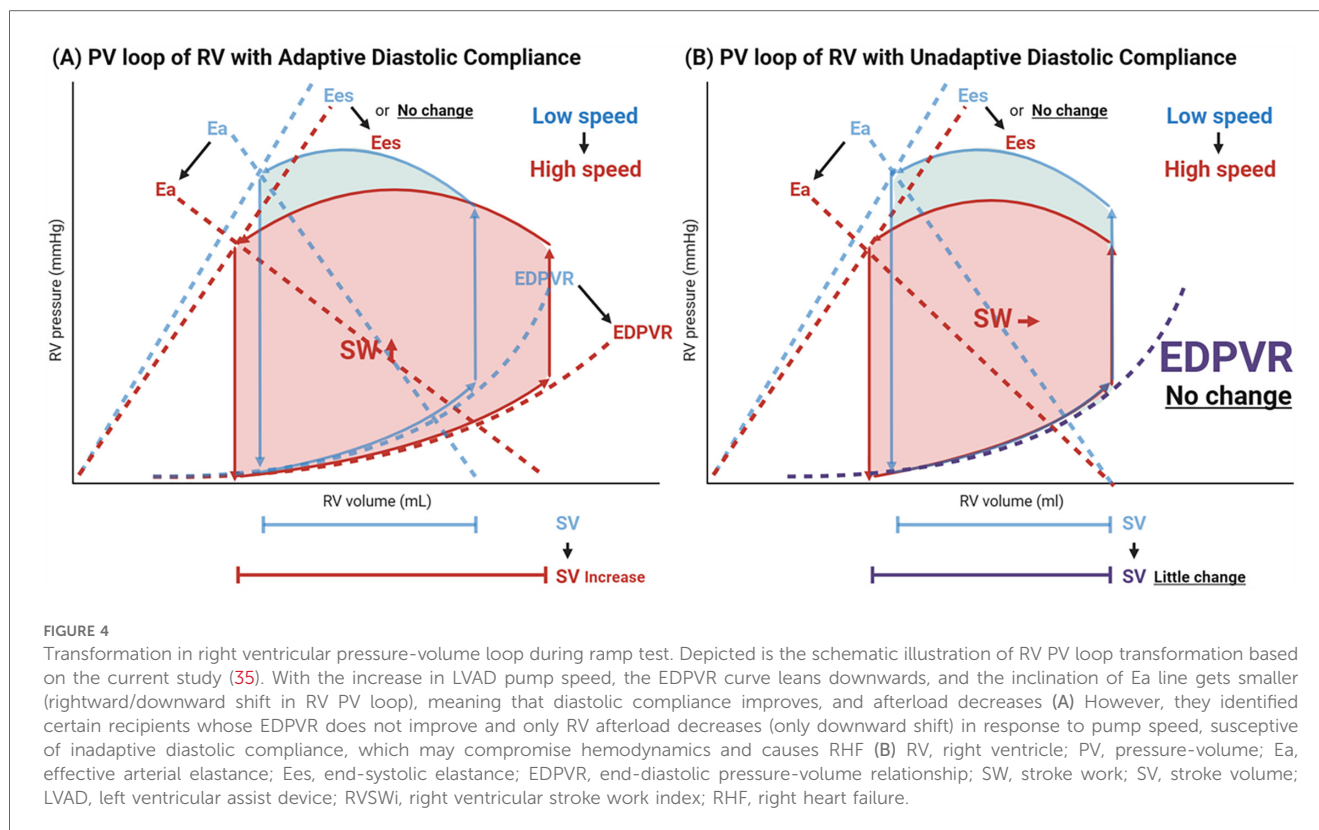 (A) PV loop of RV with Adaptive Diastolic Compliance
Ees
or No change
Ees
Ea
Ea
Low speed
High speed
EDPVR
EDPVR
SW
RV pressure (mmHg)
RV volume (mL)
SV
SV Increase
(B) PV loop of RV with Unadaptive Diastolic Compliance
Ees
or No change
Ees
Ea
Ea
Low speed
High speed
SW
EDPVR
No change
RV pressure (mmHg)
RV volume (ml)
SV
SV Little change
FIGURE 4
Transformation in right ventricular pressure-volume loop during ramp test. Depicted is the schematic illustration of RV PV loop transformation based
on the current study (35). With the increase in LVAD pump speed, the EDPVR curve leans downwards, and the inclination of Ea line gets smaller
(rightward/downward shift in RV PV loop), meaning that diastolic compliance improves, and afterload decreases (A) However, they identified
certain recipients whose EDPVR does not improve and only RV afterload decreases (only downward shift) in response to pump speed, susceptive
of inadaptive diastolic compliance, which may compromise hemodynamics and causes RHF (B) RV, right ventricle; PV, pressure-volume; Ea,
effective arterial elastance; Ees, end-systolic elastance; EDPVR, end-diastolic pressure-volume relationship; SW, stroke work; SV, stroke volume;
LVAD, left ventricular assist device; RVSWi, right ventricular stroke work index; RHF, right heart failure.